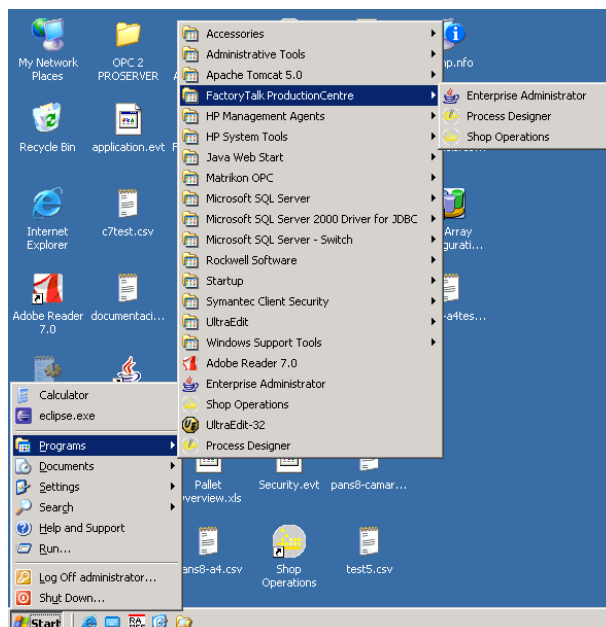 My Network
Places
OPC 2
PROSERVER
Recycle Bin
application.evt
Internet
Explorer
c7test.csv
Adobe Reader
7.0
documentaci...
Accessories
Administrative Tools
Apache Tomcat 5.0
FactoryTalk ProductionCentre
HP Management Agents
HP System Tools
Java Web Start
Matrikon OPC
Microsoft SQL Server
Microsoft SQL Server 2000 Driver for JDBC
Microsoft SQL Server - Switch
Rockwell Software
Startup
Symantec Client Security
UltraEdit
Windows Support Tools
Adobe Reader 7.0
Enterprise Administrator
Shop Operations
UltraEdit-32
Process Designer
Enterprise Administrator
Process Designer
Shop Operations
Array
Calculator
eclipse.exe
Programs
Documents
Settings
Search
Help and Support
Run...
Log Off administrator...
Shut Down...
Pallet
Security.evt
pans8-camar...
Shop
Operations
test5.csv
Start